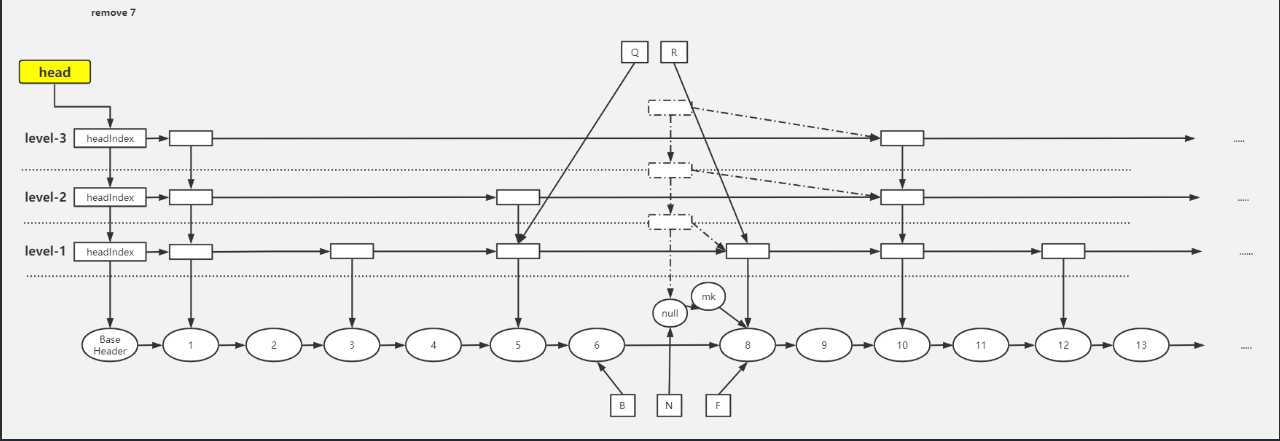 remove 7
Q R
head
level-3 headIndex .....
level-2 headIndex .....
level-1 headIndex ......
null mk
Base
Header 1 2 3 4 5 6 8 9 10 11 12 13 .....
B N F